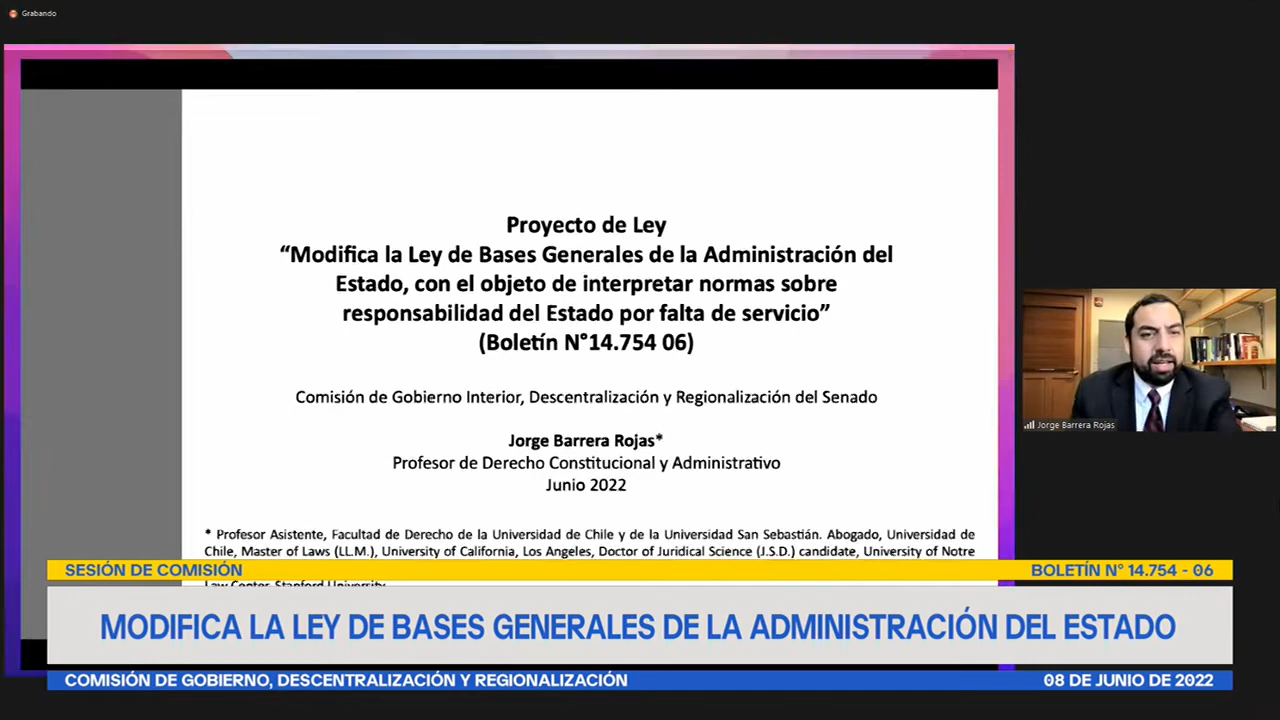 Grabando
Proyecto de Ley
“Modifica la Ley de Bases Generales de la Administración del
Estado, con el objeto de interpretar normas sobre
responsabilidad del Estado por falta de servicio”
(Boletín N°14.754 06)
Comisión de Gobierno Interior, Descentralización y Regionalización del Senado
Jorge Barrera Rojas*
Profesor de Derecho Constitucional y Administrativo
Junio 2022
* Profesor Asistente, Facultad de Derecho de la Universidad de Chile y de la Universidad San Sebastián. Abogado, Universidad de
Chile, Master of Laws (LL.M.), University of California, Los Angeles, Doctor of Juridical Science (J.S.D.) candidate, University of Notre
Law Center, Stanford University
Jorge Barrera Rojas
SESIÓN DE COMISIÓN
BOLETÍN N° 14.754 - 06
MODIFICA LA LEY DE BASES GENERALES DE LA ADMINISTRACIÓN DEL ESTADO
COMISIÓN DE GOBIERNO, DESCENTRALIZACIÓN Y REGIONALIZACIÓN
08 DE JUNIO DE 2022